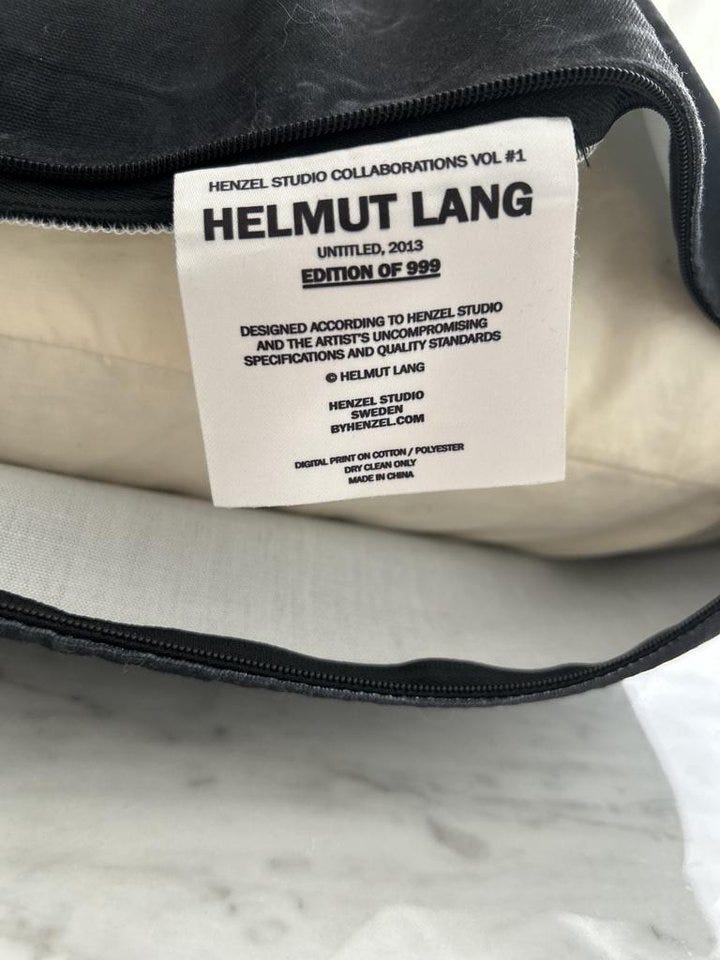 HENZEL STUDIO COLLABORATIONS VOL #1
HELMUT LANG
UNTITLED, 2013
EDITION OF 999
DESIGNED ACCORDING TO HENZEL STUDIO
AND THE ARTIST'S UNCOMPROMISING
SPECIFICATIONS AND QUALITY STANDARDS
© HELMUT LANG
HENZEL STUDIO
SWEDEN
BYHENZEL.COM
DIGITAL PRINT ON COTTON / POLYESTER
DRY CLEAN ONLY
MADE IN CHINA